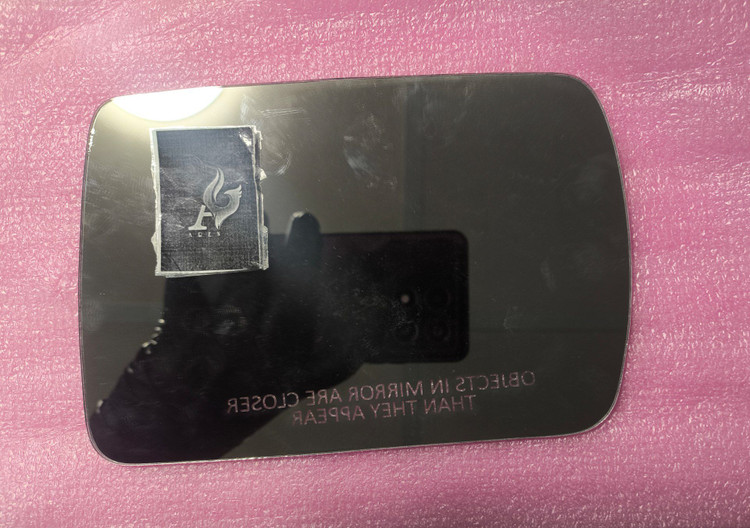 OBJECTS IN MIRROR ARE CLOSER
THAN THEY APPEAR